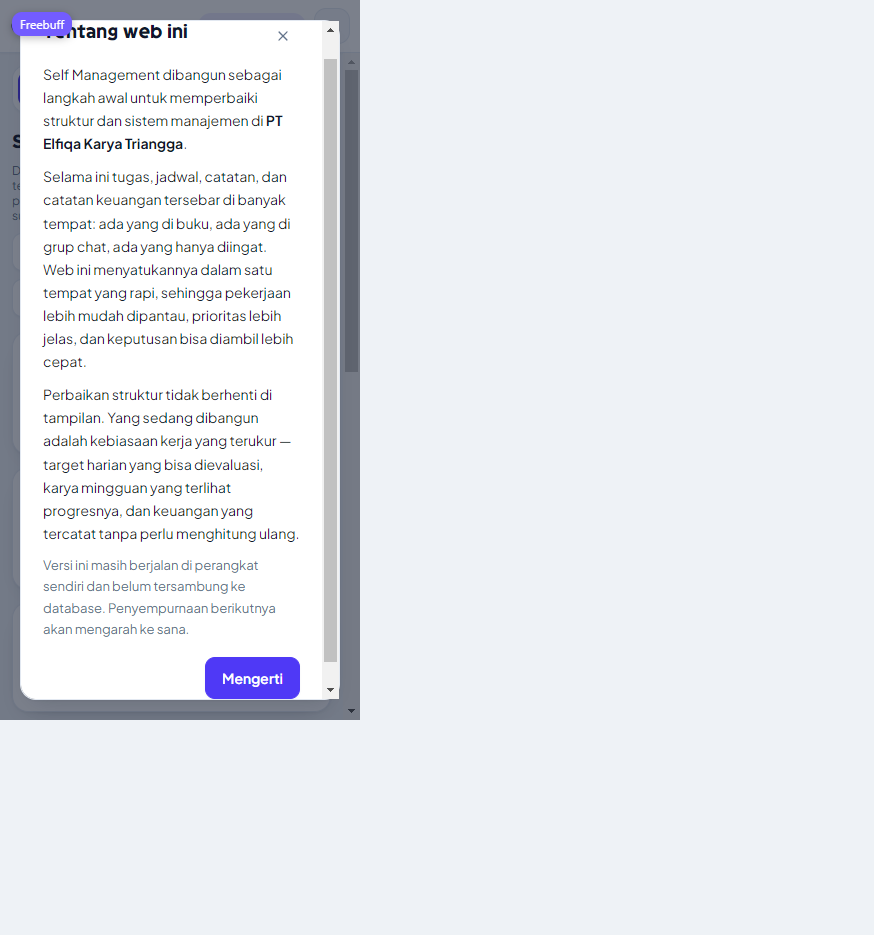 Freebuff
Tentang web ini
Self Management dibangun sebagai
langkah awal untuk memperbaiki
struktur dan sistem manajemen di PT
Elfiqa Karya Triangga.
Selama ini tugas, jadwal, catatan, dan
catatan keuangan tersebar di banyak
tempat: ada yang di buku, ada yang di
grup chat, ada yang hanya diingat.
Web ini menyatukannya dalam satu
tempat yang rapi, sehingga pekerjaan
lebih mudah dipantau, prioritas lebih
jelas, dan keputusan bisa diambil lebih
cepat.
Perbaikan struktur tidak berhenti di
tampilan. Yang sedang dibangun
adalah kebiasaan kerja yang terukur —
target harian yang bisa dievaluasi,
karya mingguan yang terlihat
progresnya, dan keuangan yang
tercatat tanpa perlu menghitung ulang.
Versi ini masih berjalan di perangkat
sendiri dan belum tersambung ke
database. Penyempurnaan berikutnya
akan mengarah ke sana.
Mengerti